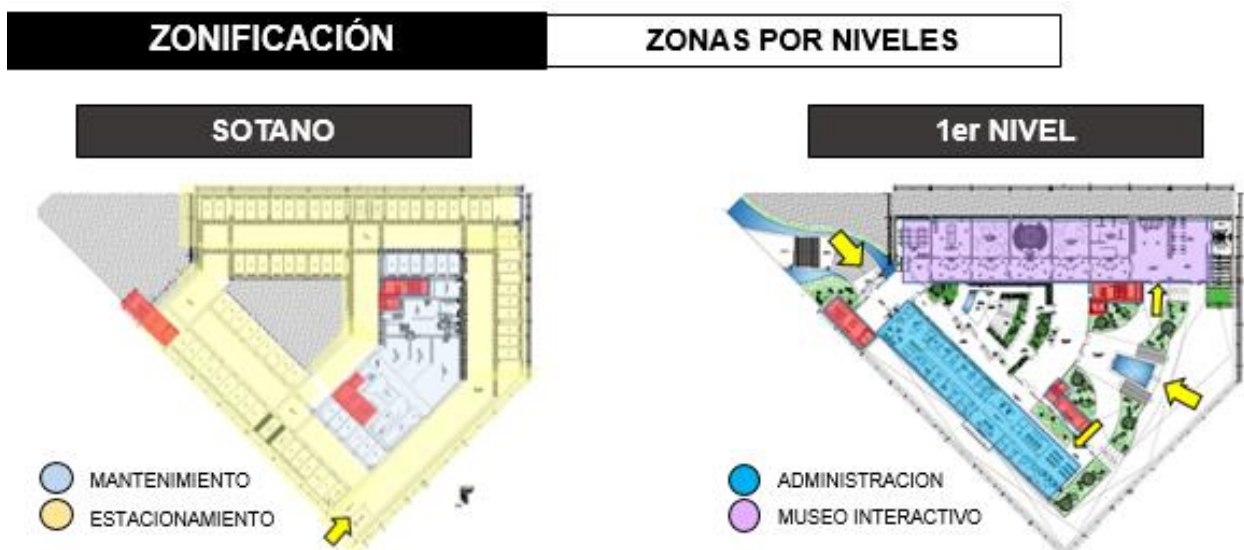 ZONIFICACIÓN
ZONAS POR NIVELES
SOTANO
1er NIVEL
MANTENIMIENTO
ESTACIONAMIENTO
ADMINISTRACION
MUSEO INTERACTIVO